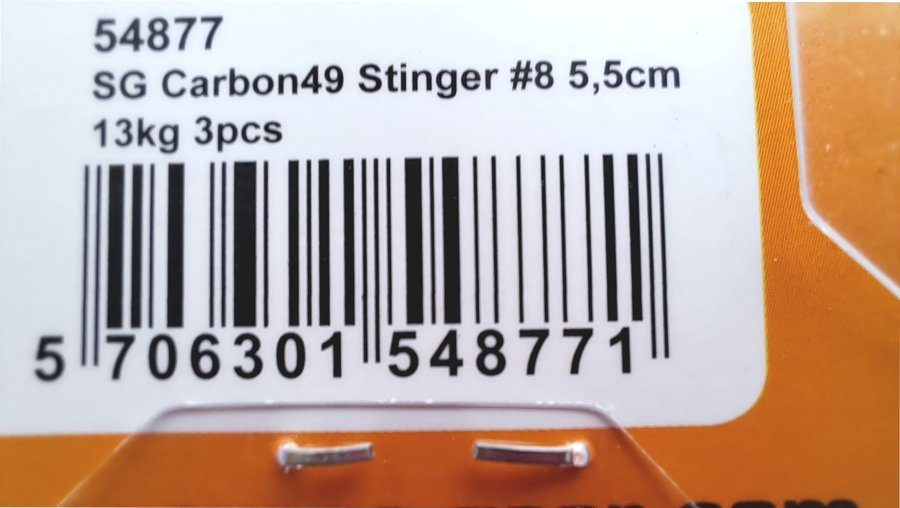 54877
SG Carbon49 Stinger #8 5,5cm
13kg 3pcs
5 706301 548771